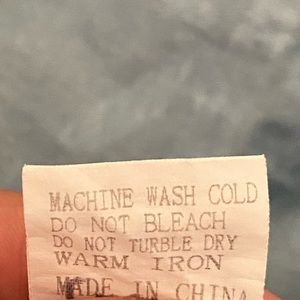 MACHINE WASH COLD
DO NOT BLEACH
DO NOT TURBLE DRY
WARM IRON
MADE IN CHINA